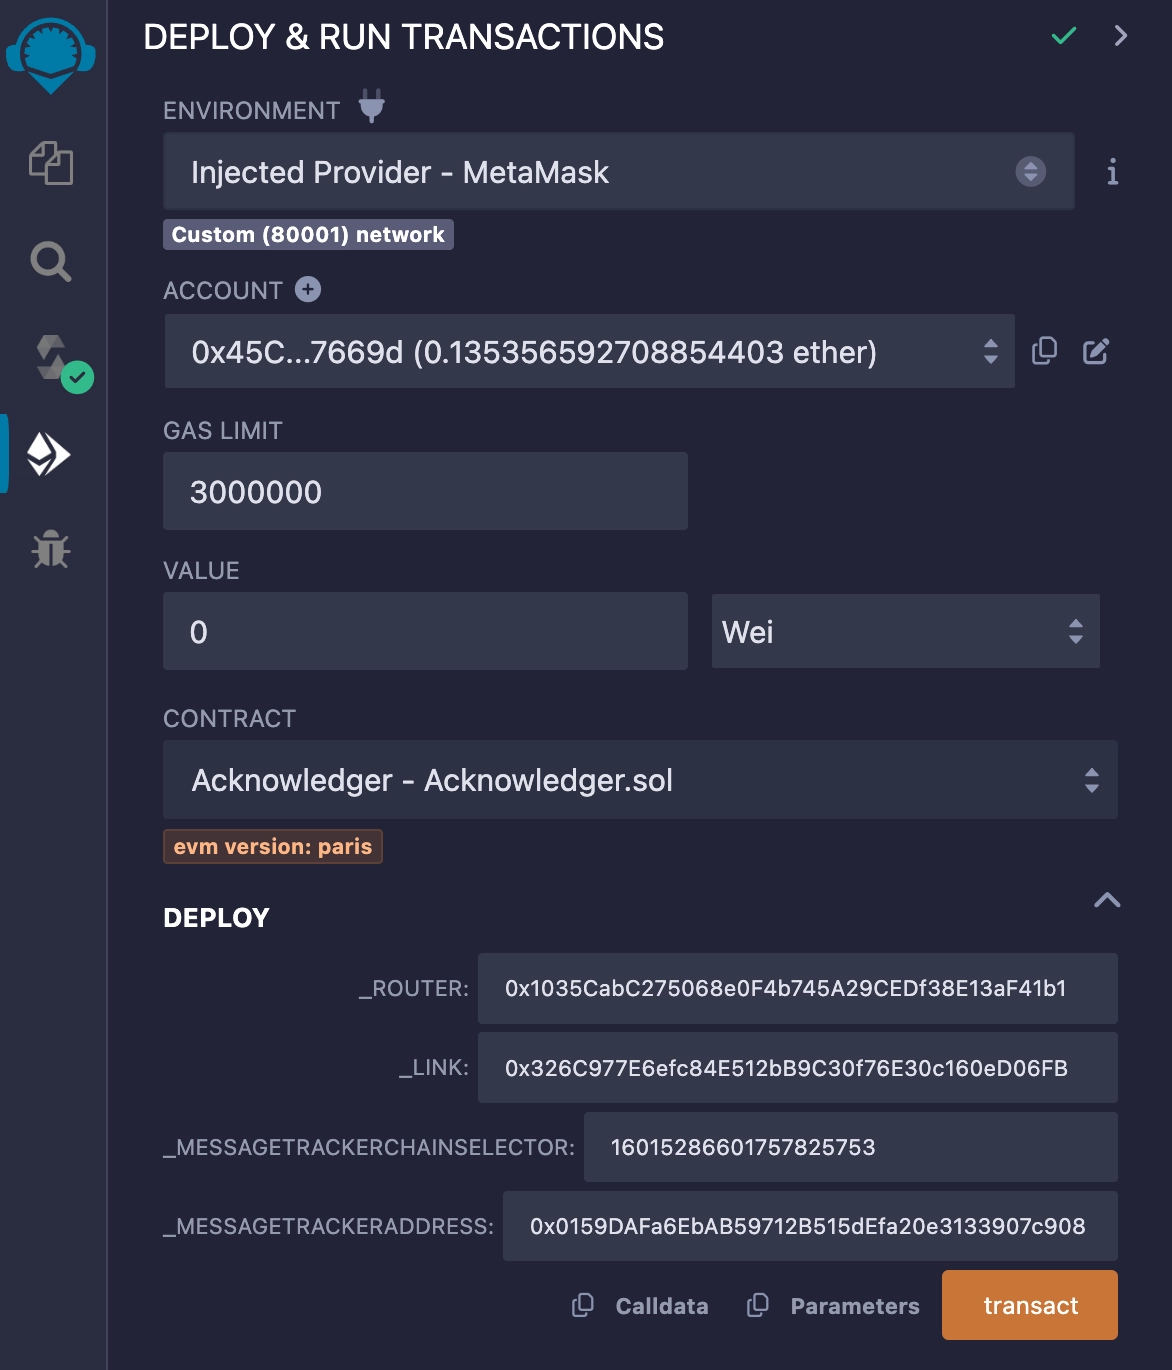 DEPLOY & RUN TRANSACTIONS
ENVIRONMENT
Injected Provider - MetaMask
i
Custom (80001) network
ACCOUNT
0x45C...7669d (0.135356592708854403 ether)
GAS LIMIT
3000000
VALUE
0
Wei
CONTRACT
Acknowledger - Acknowledger.sol
evm version: paris
DEPLOY
_ROUTER: 0x1035CabC275068e0F4b745A29CEDf38E13aF41b1
_LINK: 0x326C977E6efc84E512bB9C30f76E30c160eD06FB
_MESSAGETRACKERCHAINSELECTOR: 16015286601757825753
_MESSAGETRACKERADDRESS: 0x0159DAFa6EbAB59712B515dEfa20e3133907c908
Calldata Parameters transact